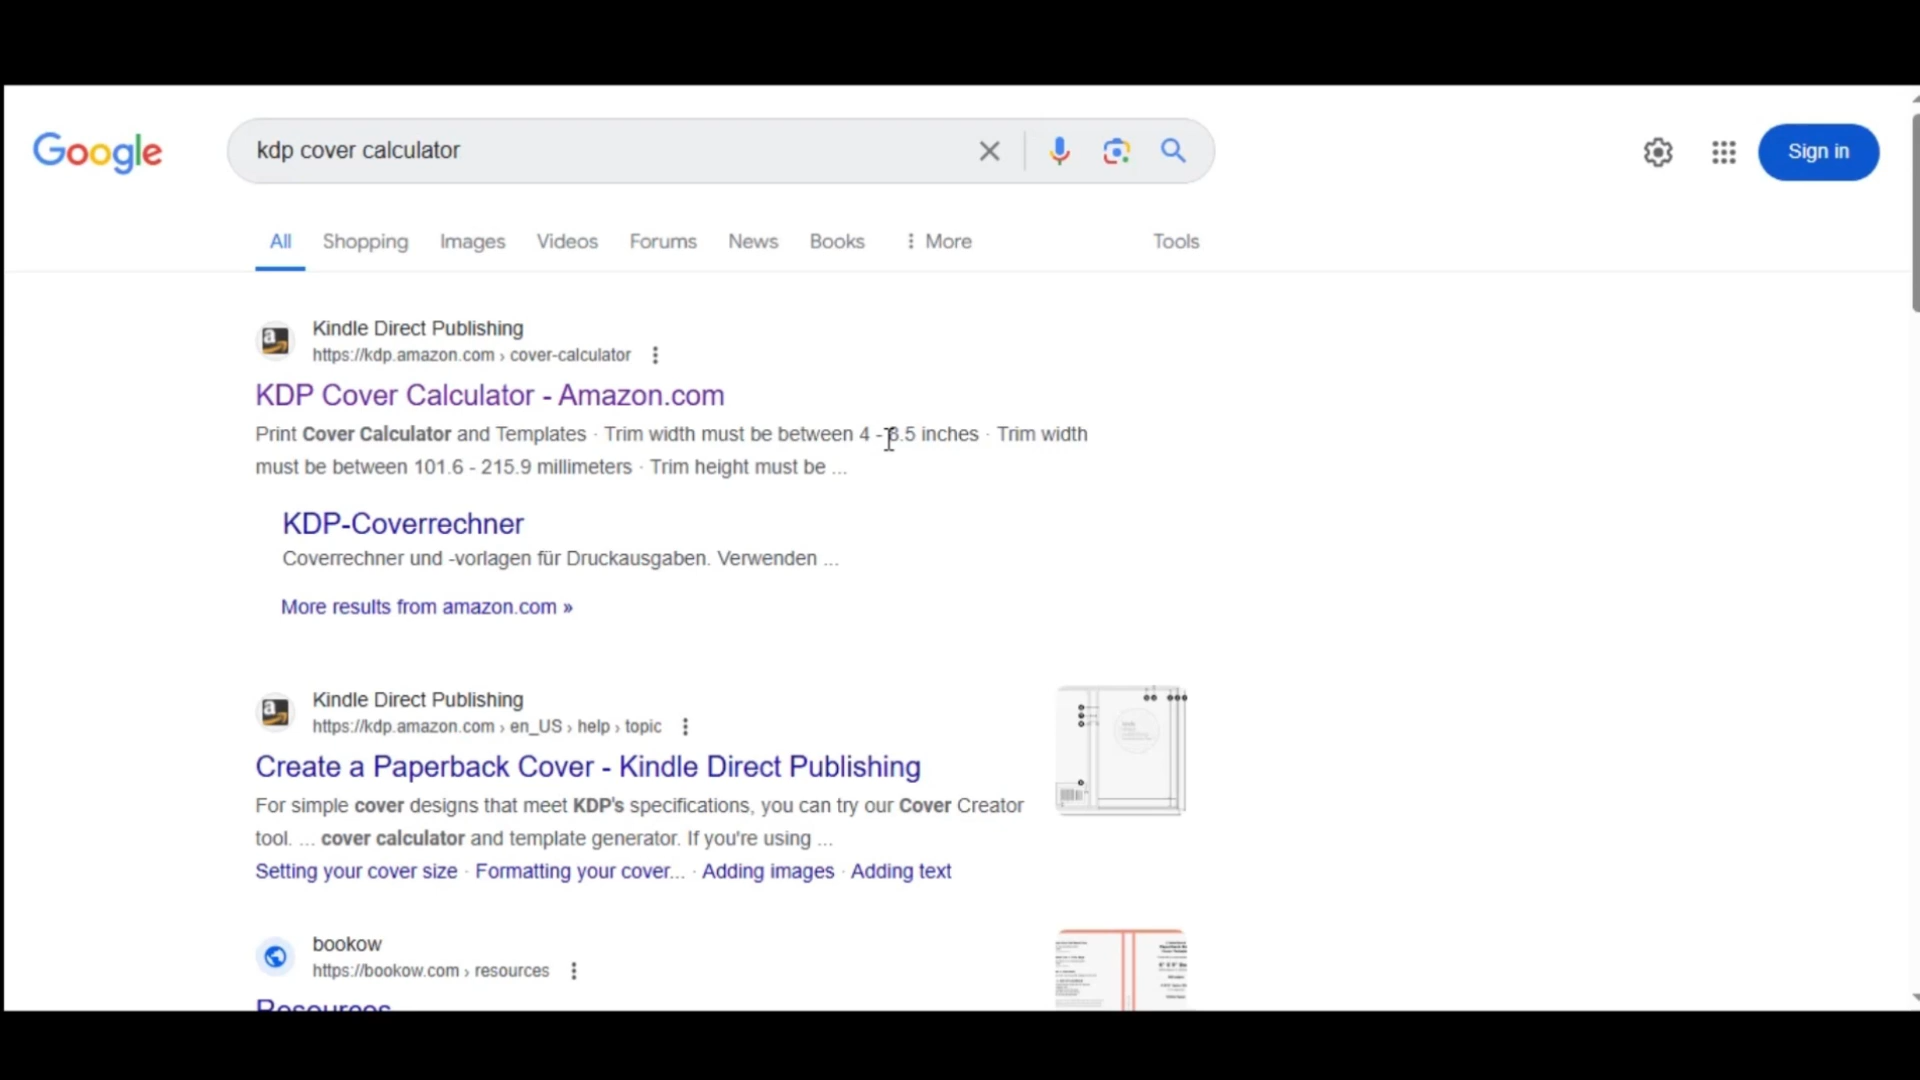 Google
kdp cover calculator
Sign in
All Shopping Images Videos Forums News Books More Tools
Kindle Direct Publishing
https://kdp.amazon.com › cover-calculator
KDP Cover Calculator - Amazon.com
Print Cover Calculator and Templates · Trim width must be between 4 - 8.5 inches · Trim width
must be between 101.6 - 215.9 millimeters · Trim height must be ...
KDP-Coverrechner
Coverrechner und -vorlagen für Druckausgaben. Verwenden ...
More results from amazon.com »
Kindle Direct Publishing
https://kdp.amazon.com › en_US › help › topic
Create a Paperback Cover - Kindle Direct Publishing
For simple cover designs that meet KDP's specifications, you can try our Cover Creator
tool. ... cover calculator and template generator. If you're using ...
Setting your cover size · Formatting your cover... · Adding images · Adding text
bookow
https://bookow.com › resources
Resources